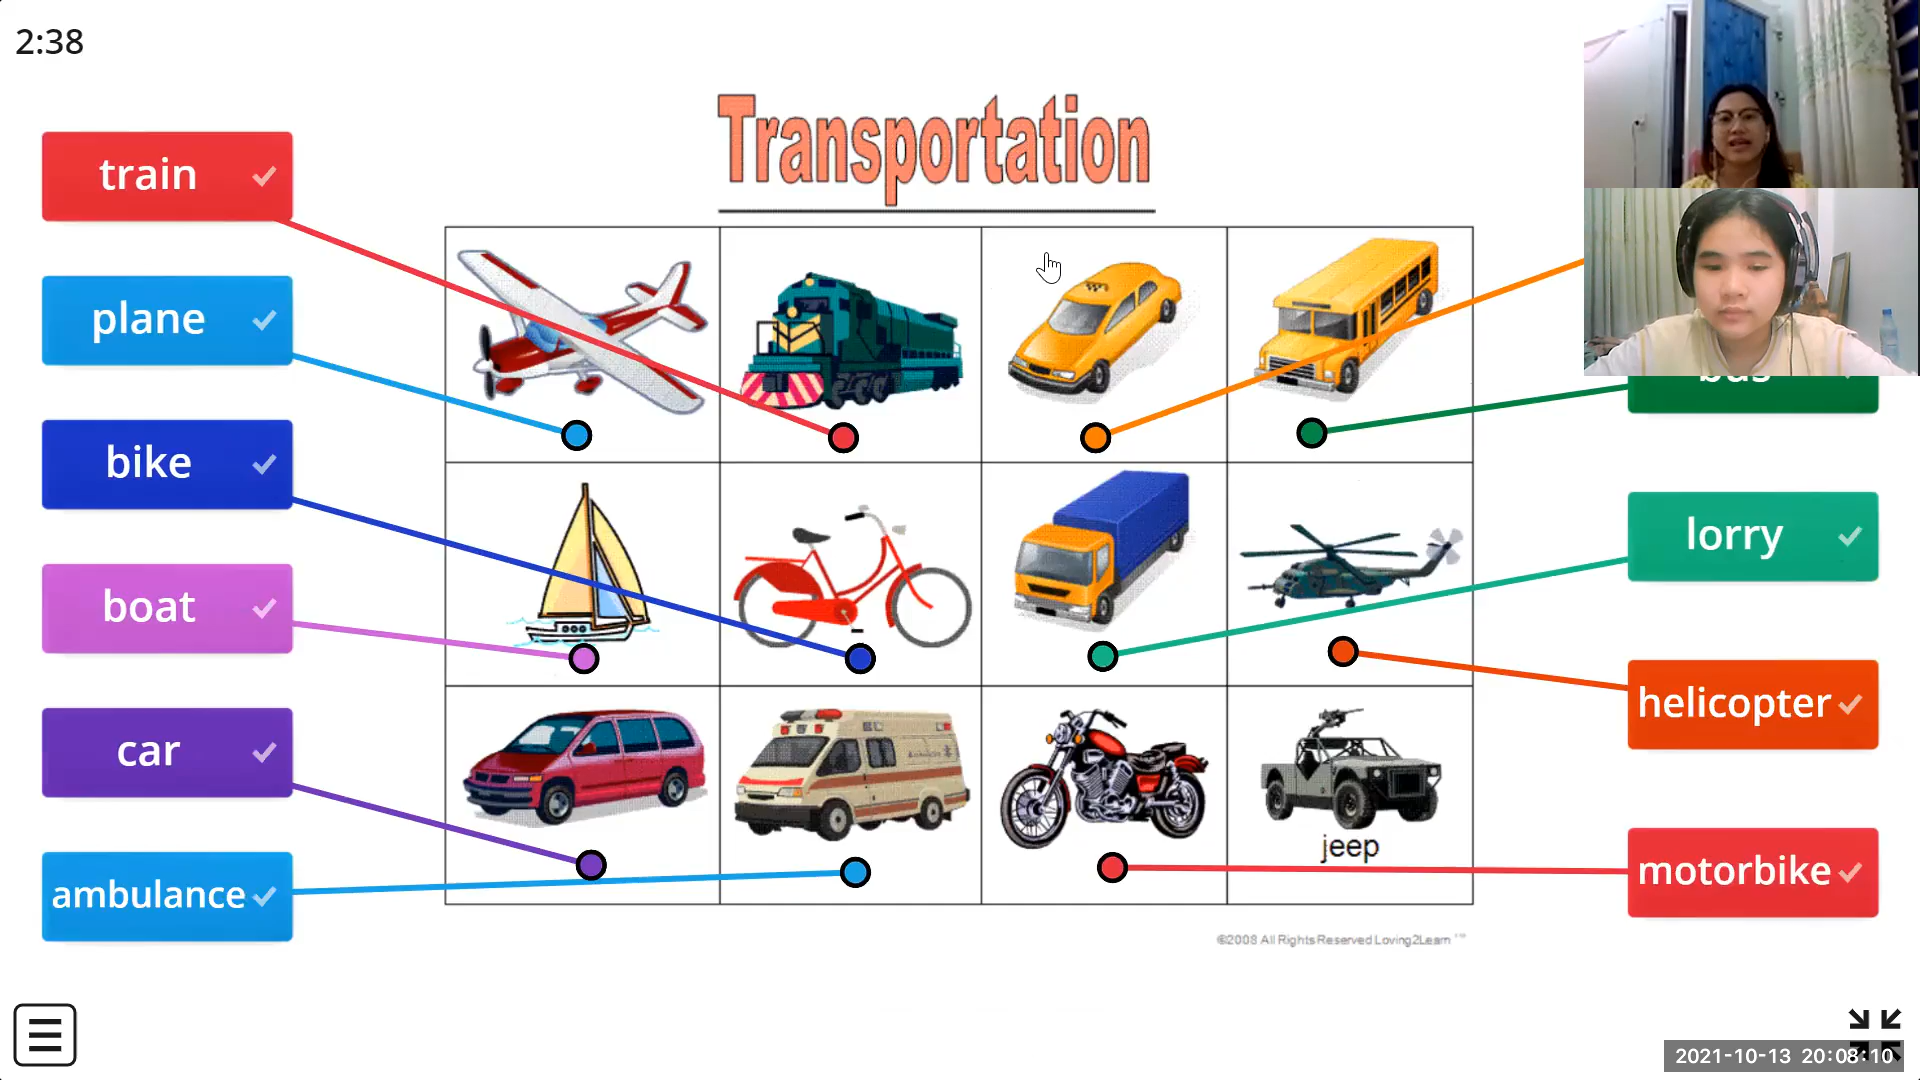 2:38
Transportation
train
plane
bike
boat
car
ambulance
bus
lorry
helicopter
motorbike
jeep
©2008 All Rights Reserved Loving2Learn
2021-10-13 20:08:10